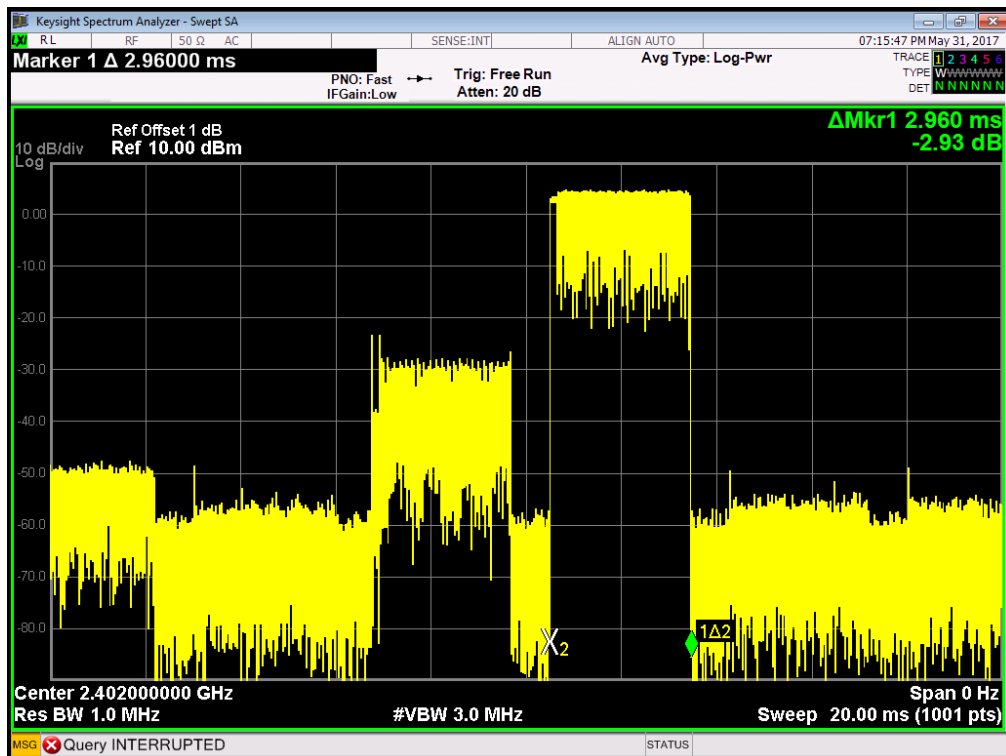 Keysight Spectrum Analyzer - Swept SA
LXI RL RF 50 Ω AC SENSE:INT ALIGN AUTO 07:15:47 PM May 31, 2017
Marker 1 Δ 2.96000 ms
PNO: Fast Trig: Free Run Avg Type: Log-Pwr TRACE 1 2 3 4 5 6
IFGain:Low Atten: 20 dB TYPE WWWWWW
DET N N N N N N
ΔMkr1 2.960 ms
-2.93 dB
Ref Offset 1 dB
10 dB/div Ref 10.00 dBm
Log
0.00
-10.0
-20.0
-30.0
-40.0
-50.0
-60.0
-70.0
-80.0
X2
1Δ2
Center 2.402000000 GHz Span 0 Hz
Res BW 1.0 MHz #VBW 3.0 MHz Sweep 20.00 ms (1001 pts)
MSG Query INTERRUPTED STATUS